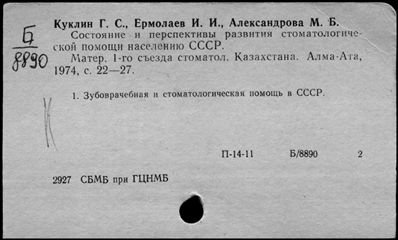 Б
8890
Куклин Г. С., Ермолаев И. И., Александрова М. Б.
Состояние и перспективы развития стоматологиче-
ской помощи населению СССР.
Матер. 1-го съезда стоматол. Казахстана. Алма-Ата,
1974, с. 22—27.
1. Зубоврачебная и стоматологическая помощь в СССР.
П-14-11 Б/8890 2
2927 СБМБ при ГЦНМБ